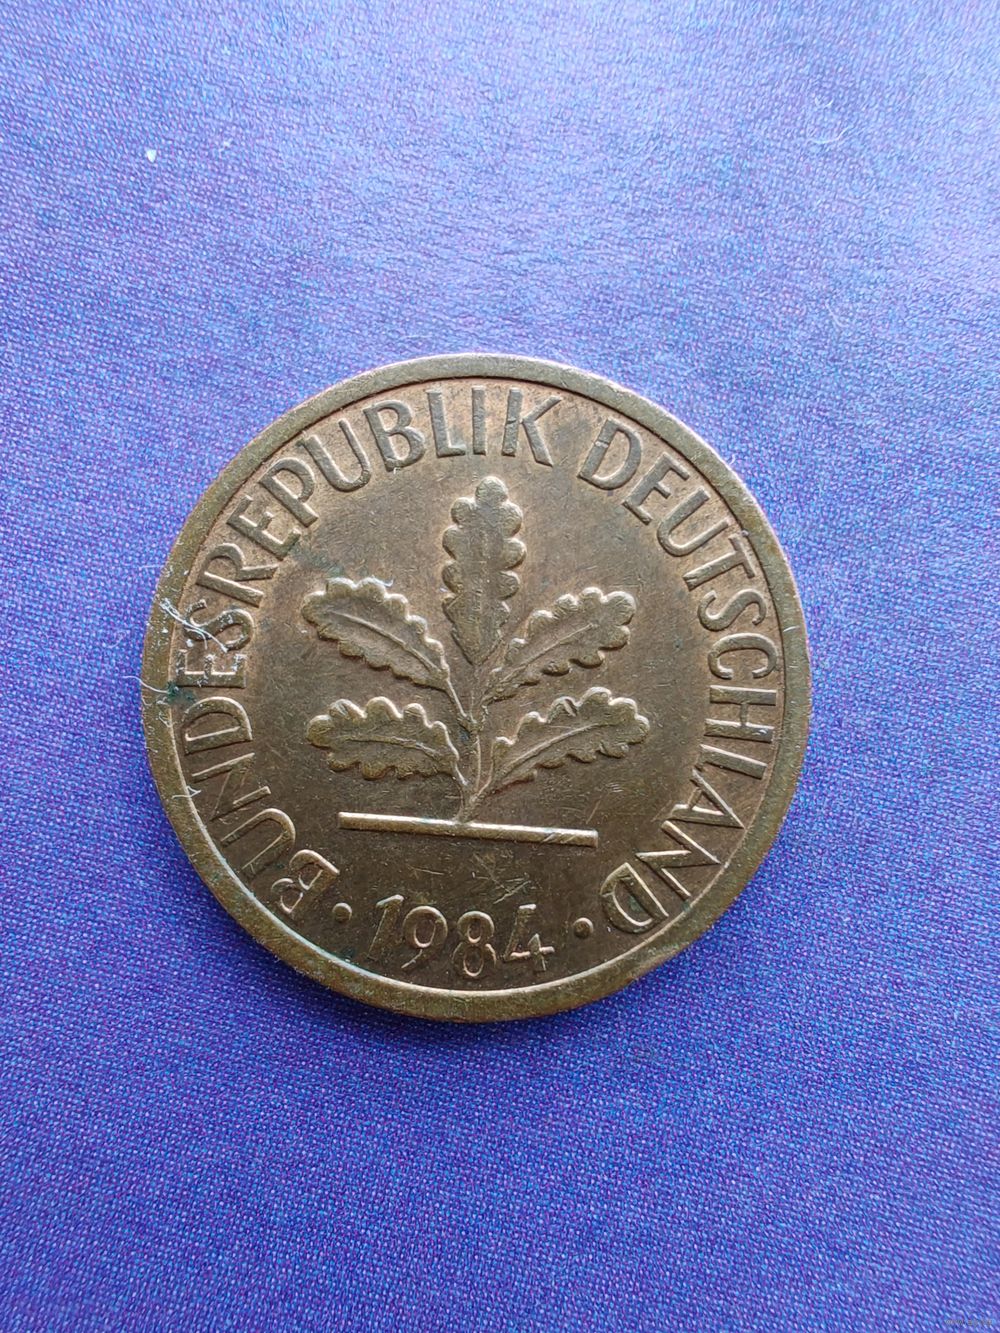 BUNDESREPUBLIK DEUTSCHLAND
· 1984 ·